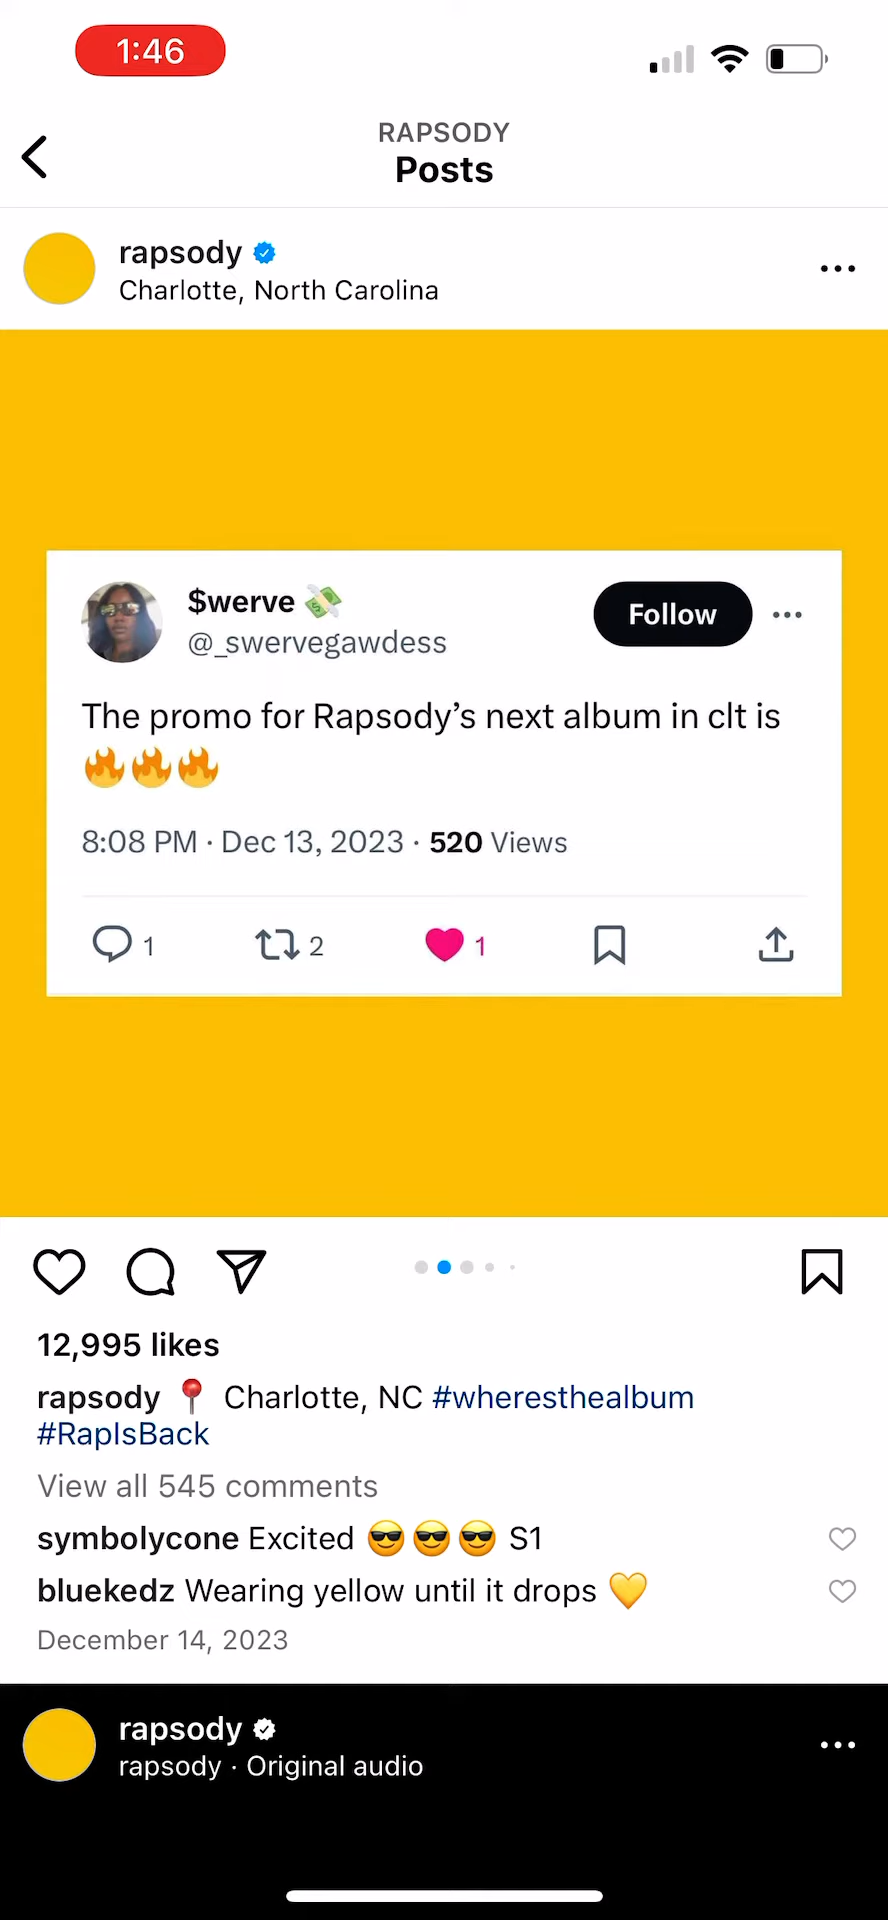 1:46
RAPSODY
Posts
rapsody
Charlotte, North Carolina
$werve 💸
Follow
@_swervegawdess
The promo for Rapsody’s next album in clt is
🔥🔥🔥
8:08 PM · Dec 13, 2023 · 520 Views
1 2 1
12,995 likes
rapsody 📍 Charlotte, NC #wheresthealbum
#RapIsBack
View all 545 comments
symbolycone Excited 😎😎😎 S1
bluekedz Wearing yellow until it drops 💛
December 14, 2023
rapsody
rapsody · Original audio